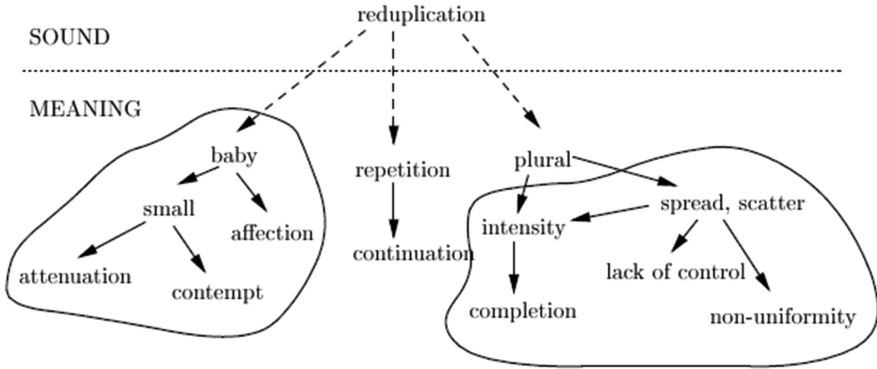 reduplication
SOUND
MEANING
baby
repetition
plural
small
affection
intensity
spread, scatter
attenuation
contempt
continuation
completion
lack of control
non-uniformity